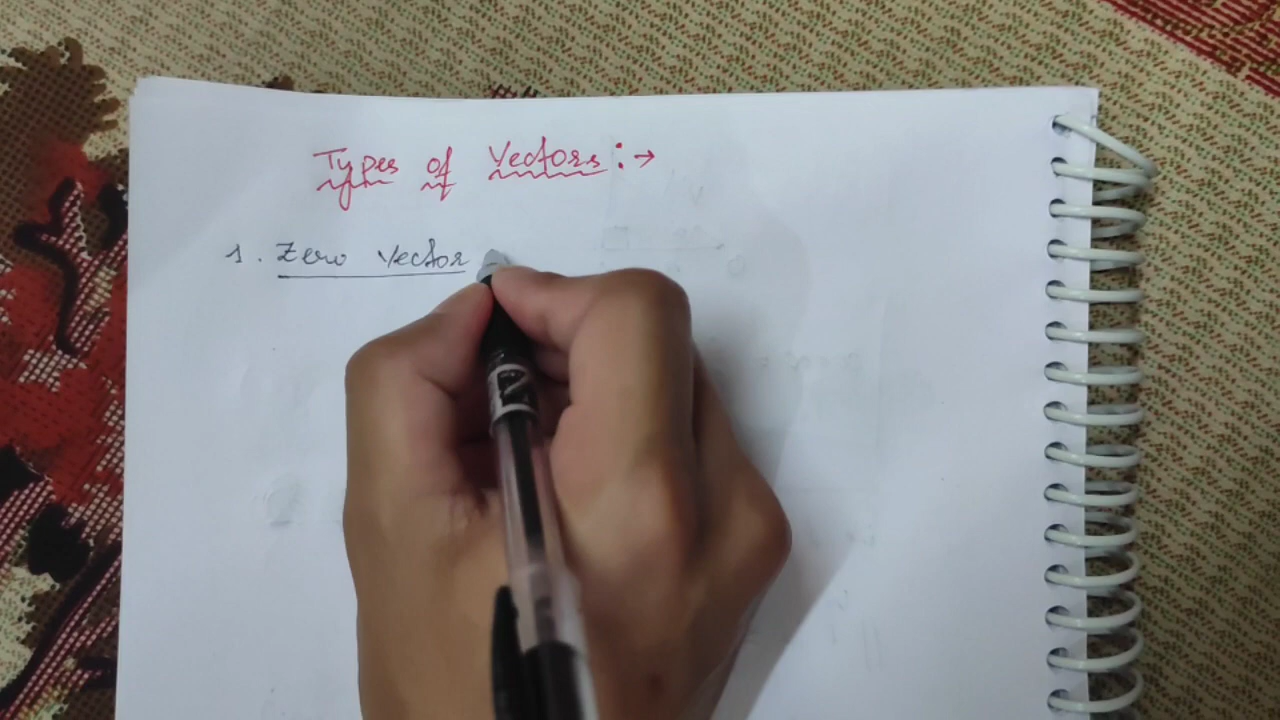 Types of Vectors :→
1. Zero Vector